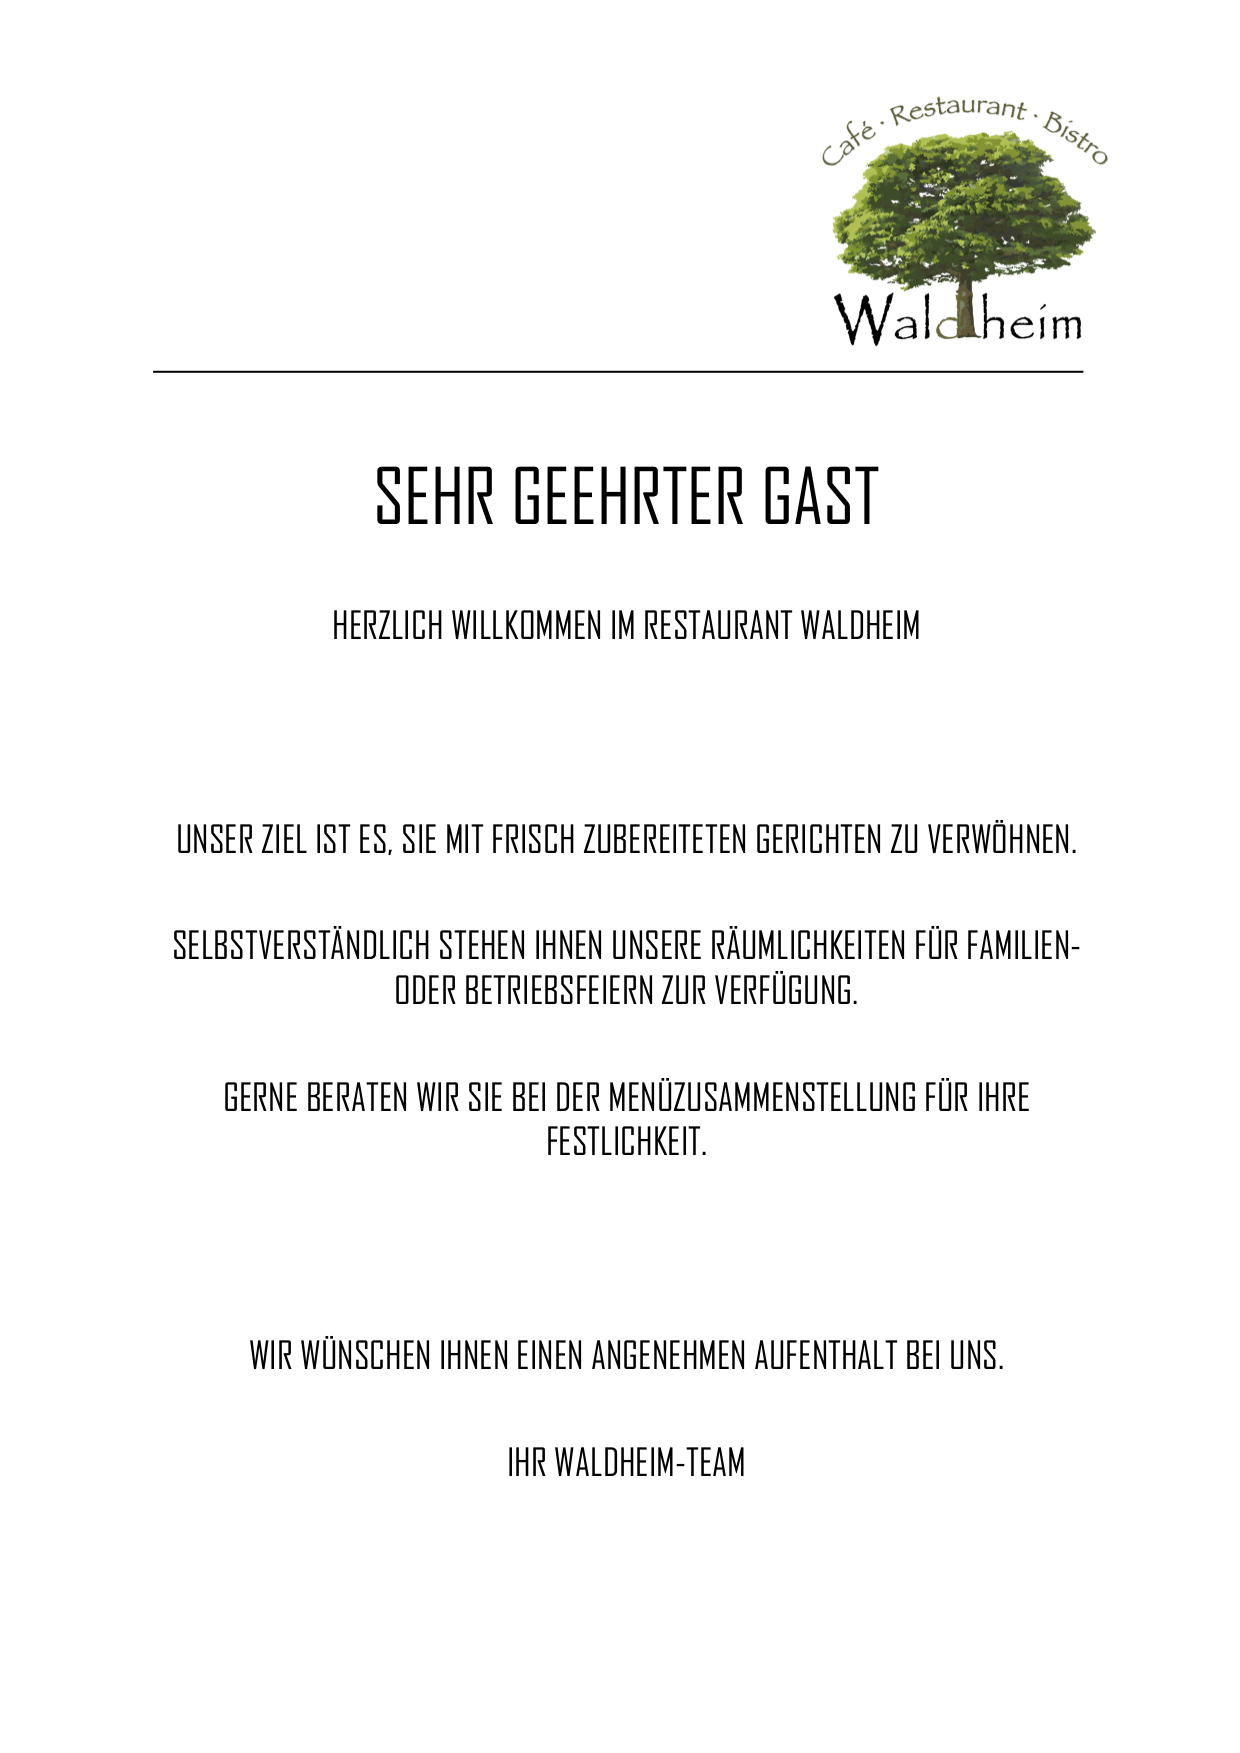 Café · Restaurant · Bistro
Waldheim
SEHR GEEHRTER GAST
HERZLICH WILLKOMMEN IM RESTAURANT WALDHEIM
UNSER ZIEL IST ES, SIE MIT FRISCH ZUBEREITETEN GERICHTEN ZU VERWÖHNEN.
SELBSTVERSTÄNDLICH STEHEN IHNEN UNSERE RÄUMLICHKEITEN FÜR FAMILIEN-
ODER BETRIEBSFEIERN ZUR VERFÜGUNG.
GERNE BERATEN WIR SIE BEI DER MENÜZUSAMMENSTELLUNG FÜR IHRE
FESTLICHKEIT.
WIR WÜNSCHEN IHNEN EINEN ANGENEHMEN AUFENTHALT BEI UNS.
IHR WALDHEIM-TEAM